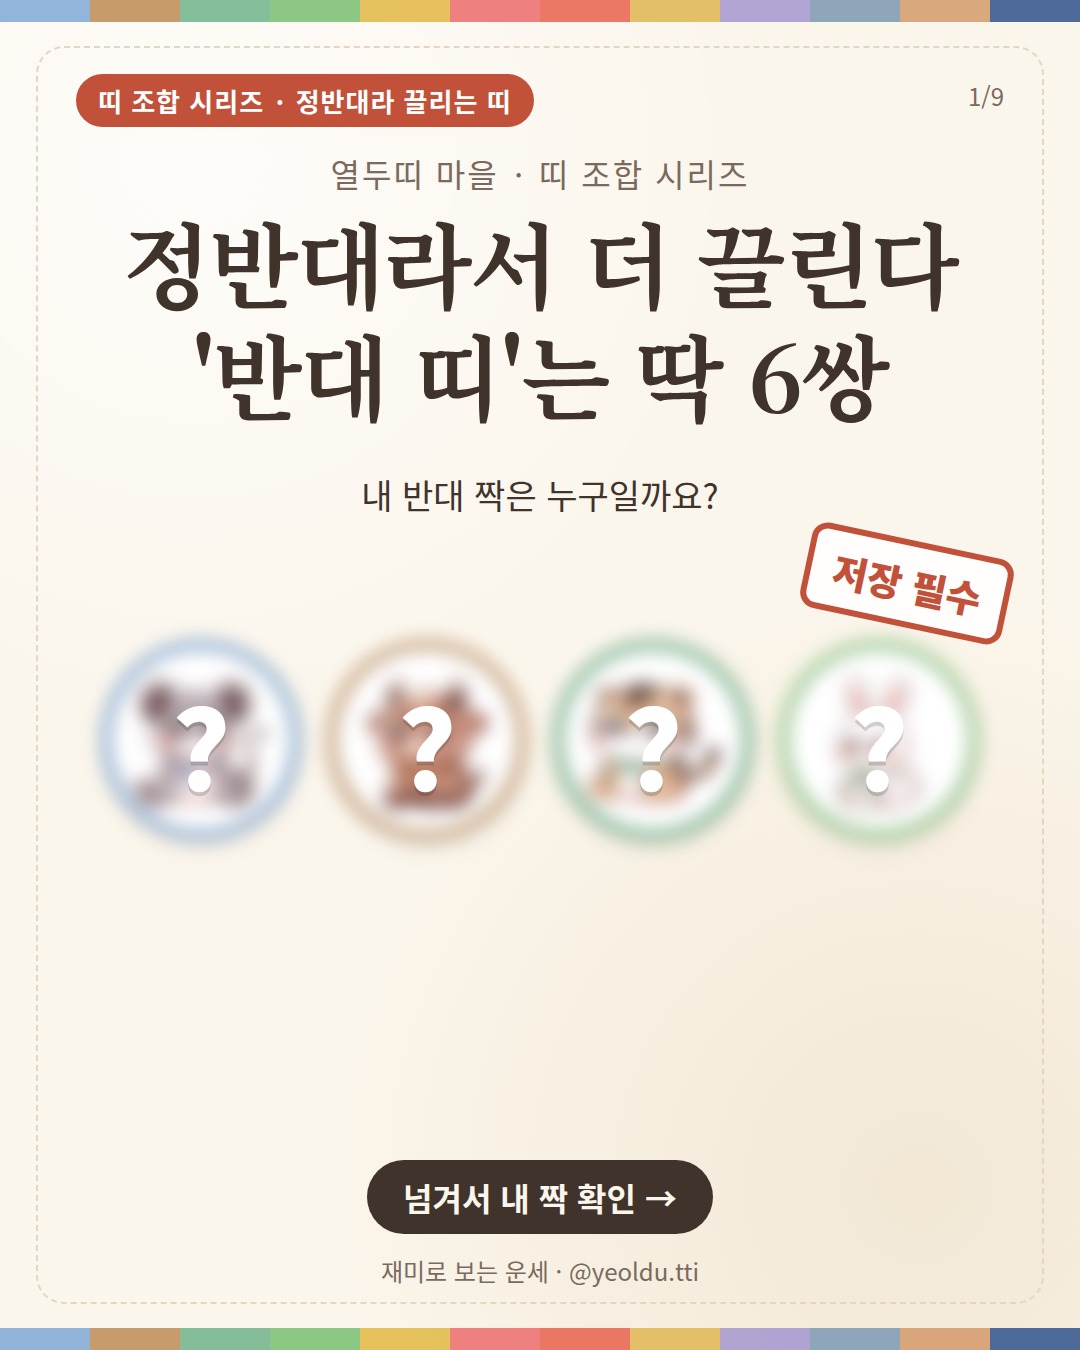 띠 조합 시리즈 · 정반대라 끌리는 띠
1/9
열두띠 마을 · 띠 조합 시리즈
정반대라서 더 끌린다
'반대 띠'는 딱 6쌍
내 반대 짝은 누구일까요?
저장 필수
? ? ? ?
넘겨서 내 짝 확인 →
재미로 보는 운세 · @yeoldu.tti